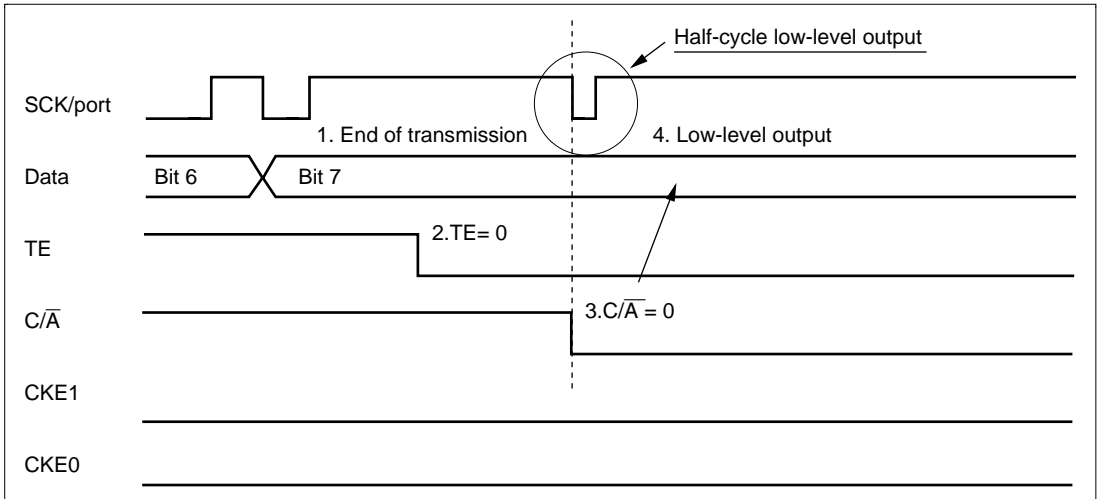 Half-cycle low-level output
SCK/port
1. End of transmission
4. Low-level output
Data
Bit 6
Bit 7
TE
2.TE= 0
C/A̅
3.C/A̅ = 0
CKE1
CKE0